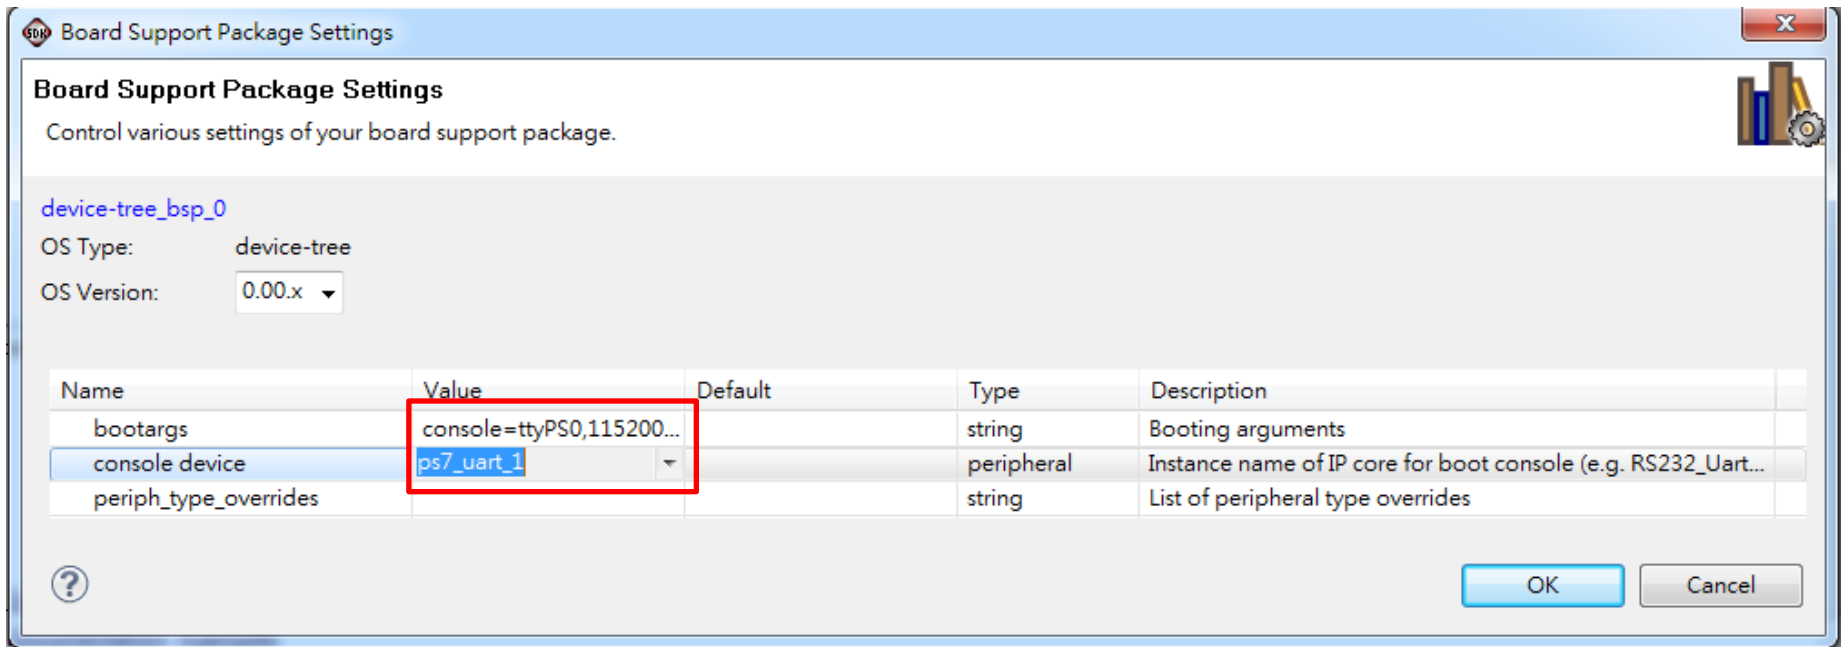 SDK Board Support Package Settings
Board Support Package Settings
Control various settings of your board support package.
device-tree_bsp_0
OS Type: device-tree
OS Version: 0.00.x
Name Value Default Type Description
bootargs console=ttyPS0,115200... string Booting arguments
console device ps7_uart_1 peripheral Instance name of IP core for boot console (e.g. RS232_Uart...
periph_type_overrides string List of peripheral type overrides
? OK Cancel